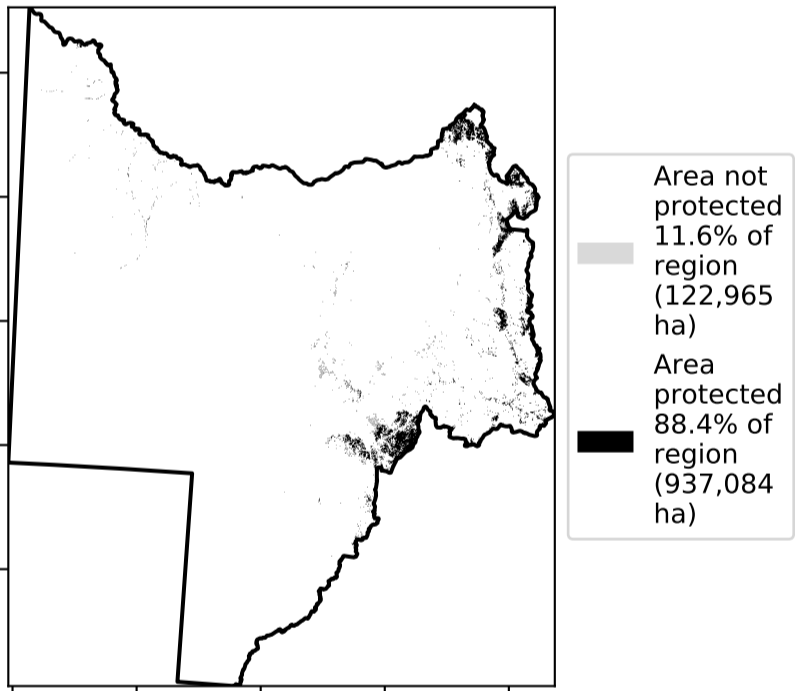 Area not
protected
11.6% of
region
(122,965
ha)
Area
protected
88.4% of
region
(937,084
ha)